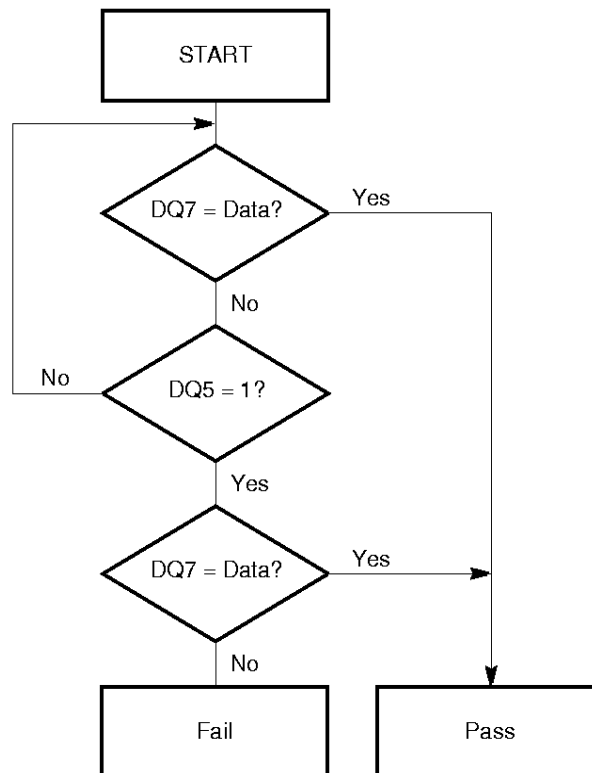 START
DQ7 = Data?
Yes
No
DQ5 = 1?
No
Yes
DQ7 = Data?
Yes
No
Fail
Pass